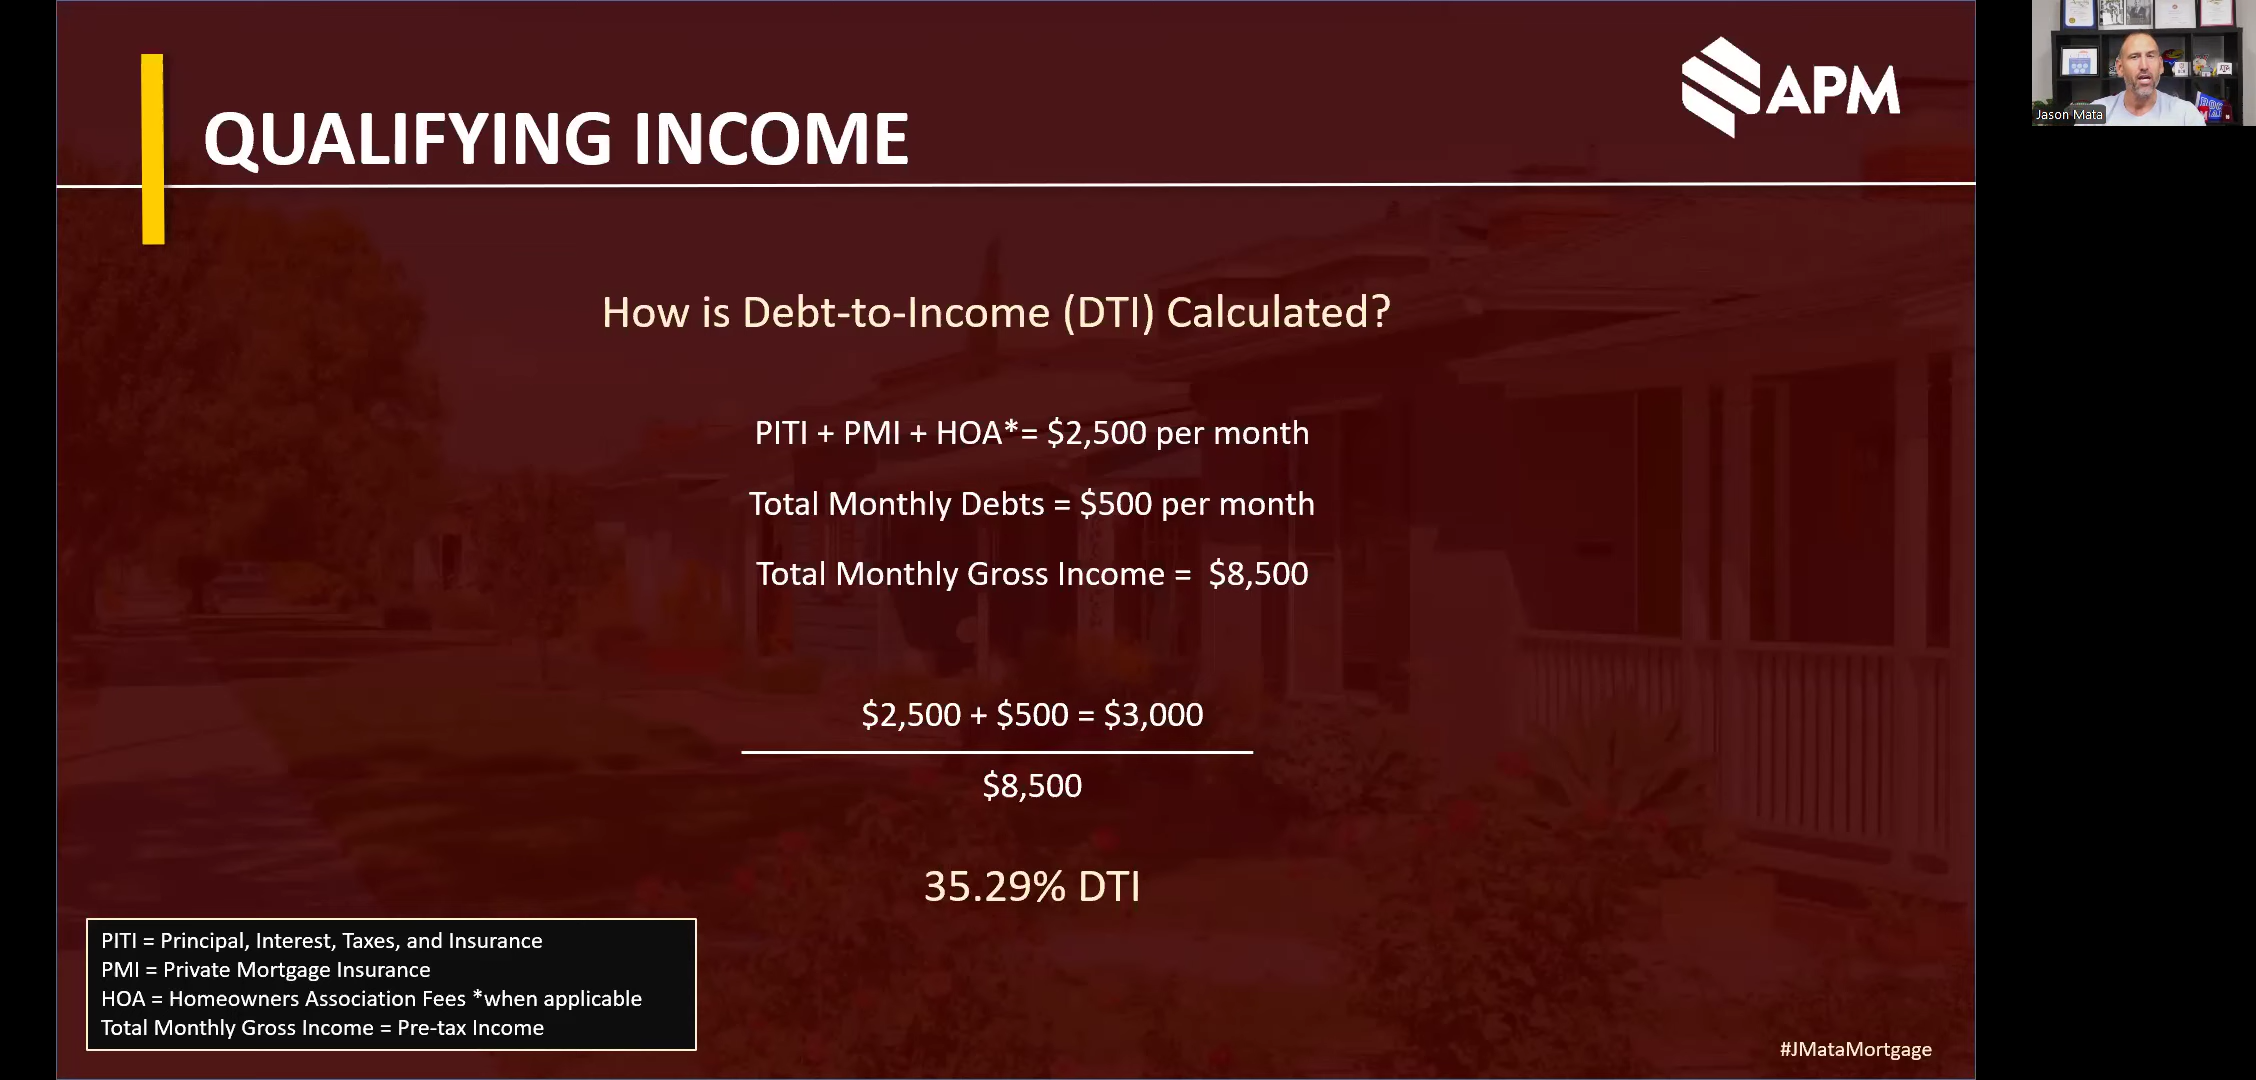 QUALIFYING INCOME
APM
Jason Mata
How is Debt-to-Income (DTI) Calculated?
PITI + PMI + HOA*= $2,500 per month
Total Monthly Debts = $500 per month
Total Monthly Gross Income = $8,500
$2,500 + $500 = $3,000
$8,500
35.29% DTI
PITI = Principal, Interest, Taxes, and Insurance
PMI = Private Mortgage Insurance
HOA = Homeowners Association Fees *when applicable
Total Monthly Gross Income = Pre-tax Income
#JMataMortgage